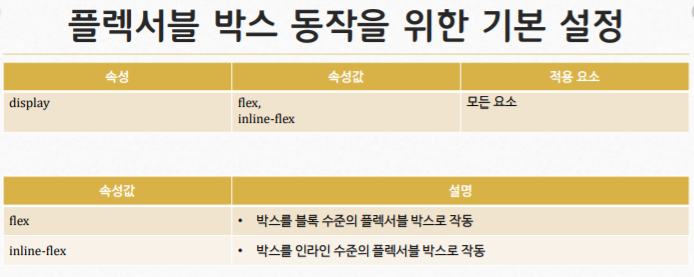 플렉서블 박스 동작을 위한 기본 설정
속성 속성값 적용 요소
display flex, 모든 요소
inline-flex
속성값 설명
flex • 박스를 블록 수준의 플렉서블 박스로 작동
inline-flex • 박스를 인라인 수준의 플렉서블 박스로 작동